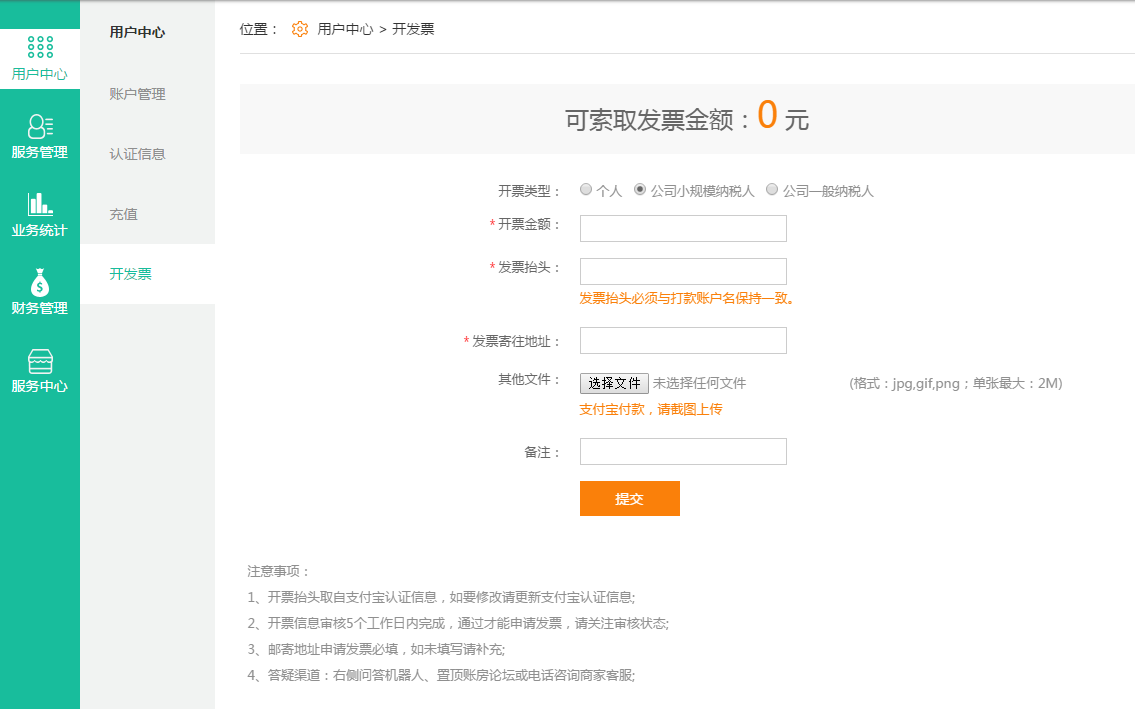 用户中心
服务管理
业务统计
财务管理
服务中心
用户中心
账户管理
认证信息
充值
开发票
位置： 用户中心 > 开发票
可索取发票金额：0 元
开票类型： 个人 公司小规模纳税人 公司一般纳税人
*开票金额：
*发票抬头：
发票抬头必须与打款账户名保持一致。
*发票寄往地址：
其他文件： 选择文件 未选择任何文件 (格式：jpg,gif,png；单张最大：2M)
支付宝付款，请截图上传
备注：
提交
注意事项：
1、开票抬头取自支付宝认证信息，如要修改请更新支付宝认证信息;
2、开票信息审核5个工作日内完成，通过才能申请发票，请关注审核状态;
3、邮寄地址申请发票必填，如未填写请补充;
4、答疑渠道：右侧问答机器人、置顶账房论坛或电话咨询商家客服;